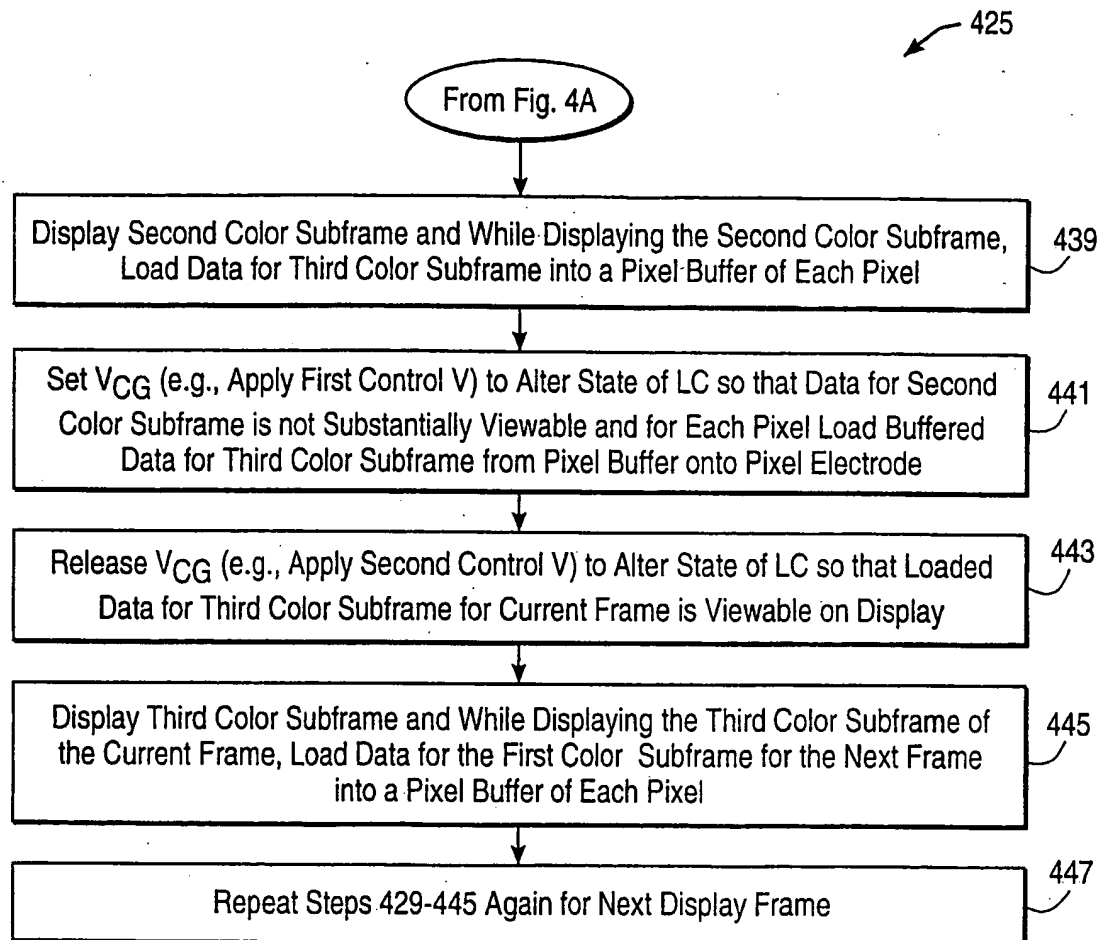 425
From Fig. 4A
Display Second Color Subframe and While Displaying the Second Color Subframe,
Load Data for Third Color Subframe into a Pixel Buffer of Each Pixel
439
Set VCG (e.g., Apply First Control V) to Alter State of LC so that Data for Second
Color Subframe is not Substantially Viewable and for Each Pixel Load Buffered
Data for Third Color Subframe from Pixel Buffer onto Pixel Electrode
441
Release VCG (e.g., Apply Second Control V) to Alter State of LC so that Loaded
Data for Third Color Subframe for Current Frame is Viewable on Display
443
Display Third Color Subframe and While Displaying the Third Color Subframe of
the Current Frame, Load Data for the First Color Subframe for the Next Frame
into a Pixel Buffer of Each Pixel
445
Repeat Steps 429-445 Again for Next Display Frame
447